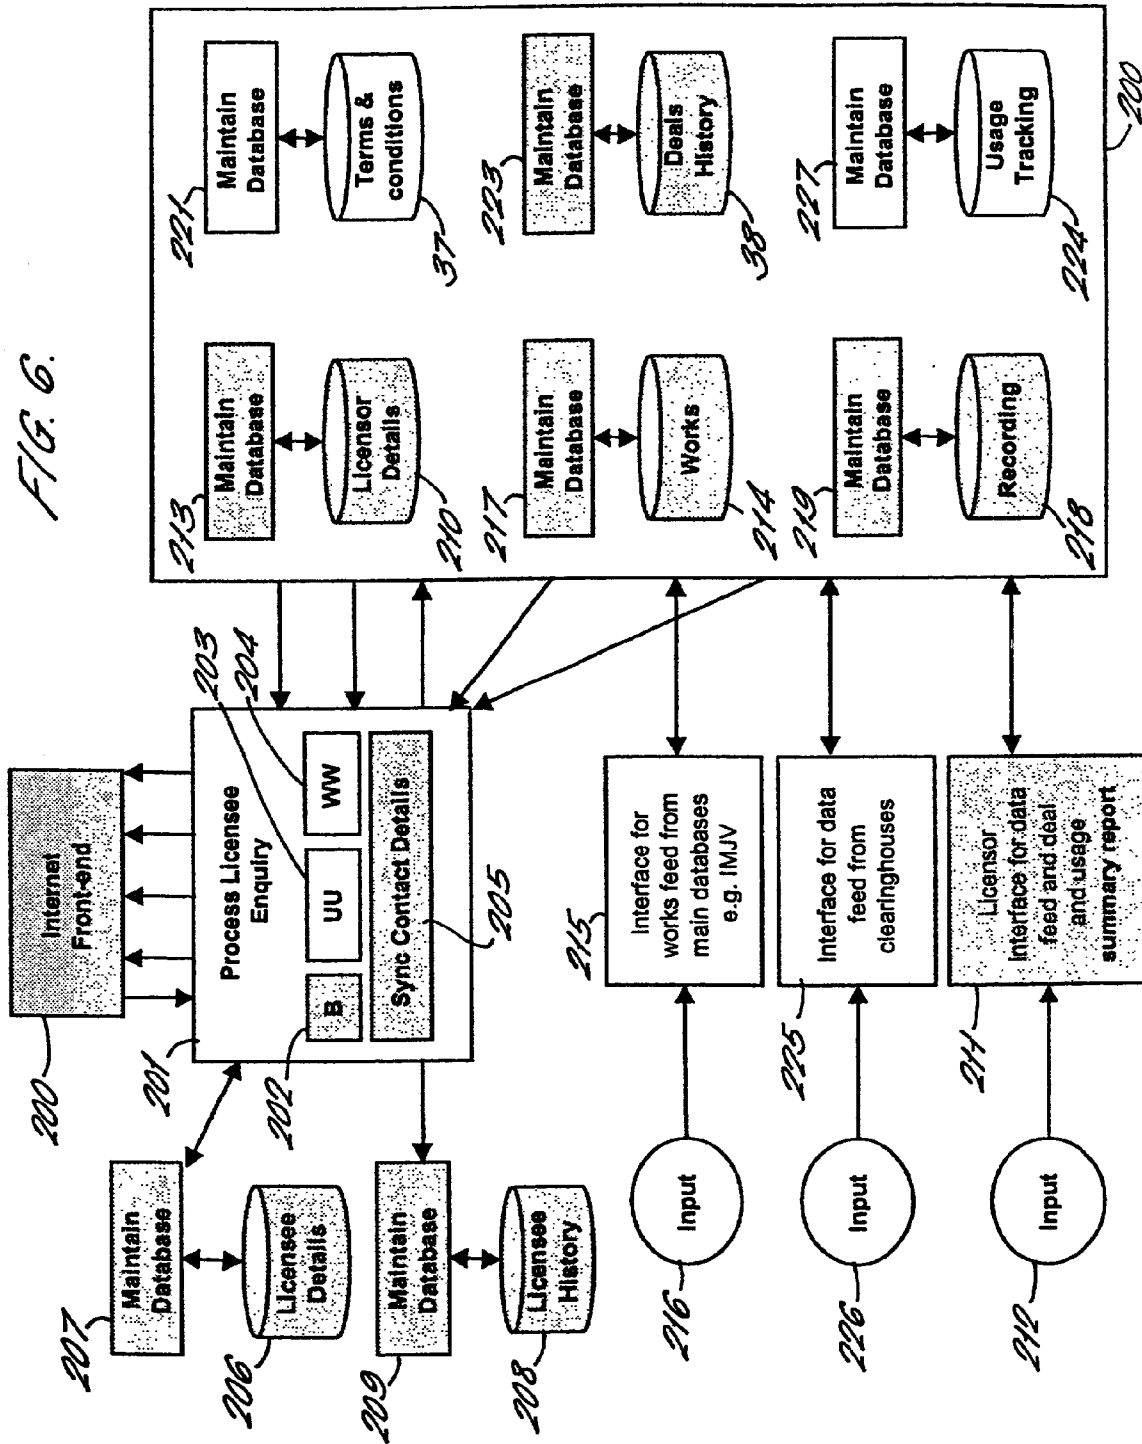 FIG. 6.
200
Internet
Front-end
201
Process Licensee
Enquiry
202
B
UU
203
WW
204
Sync Contact Details
205
207
Maintain
Database
206
Licensee
Details
209
Maintain
Database
208
Licensee
History
213
Maintain
Database
Licensor
Details
210
221
Maintain
Database
Terms &
conditions
37
217
Maintain
Database
Works
214
223
Maintain
Database
Deals
History
38
219
Maintain
Database
Recording
218
227
Maintain
Database
Usage
Tracking
224
200
216
Input
215
Interface for
works feed from
main databases
e.g. IMJV
226
Input
225
Interface for data
feed from
clearinghouses
212
Input
211
Licensor
interface for data
feed and deal
and usage
summary report